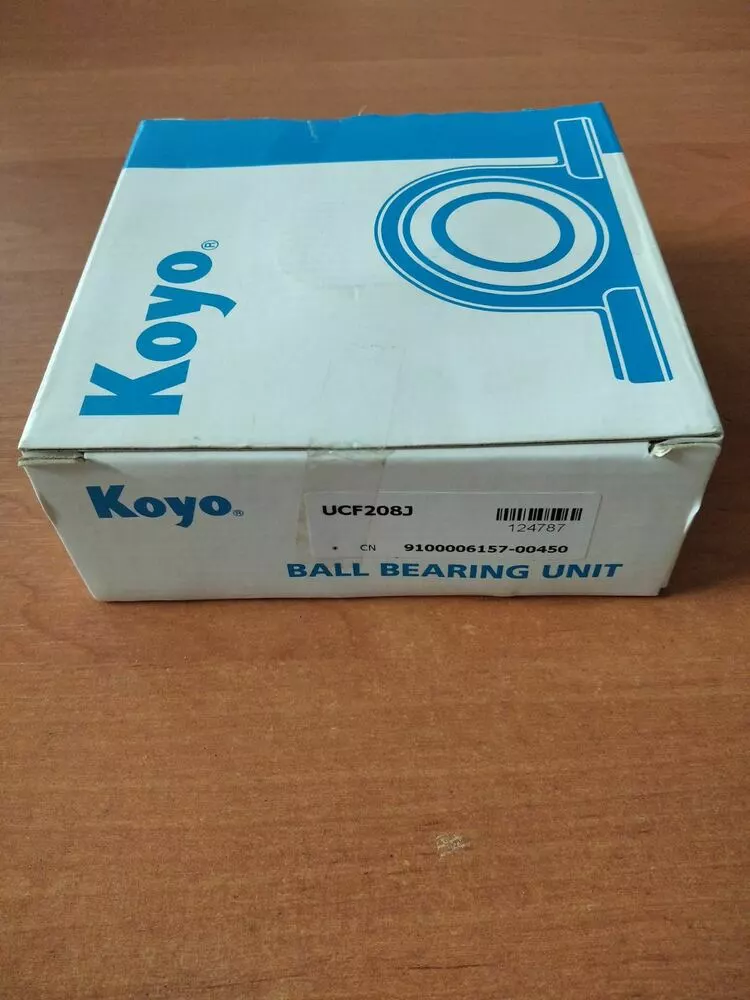 Koyo®
Koyo®
UCF208J
124787
* CN 9100006157-00450
BALL BEARING UNIT